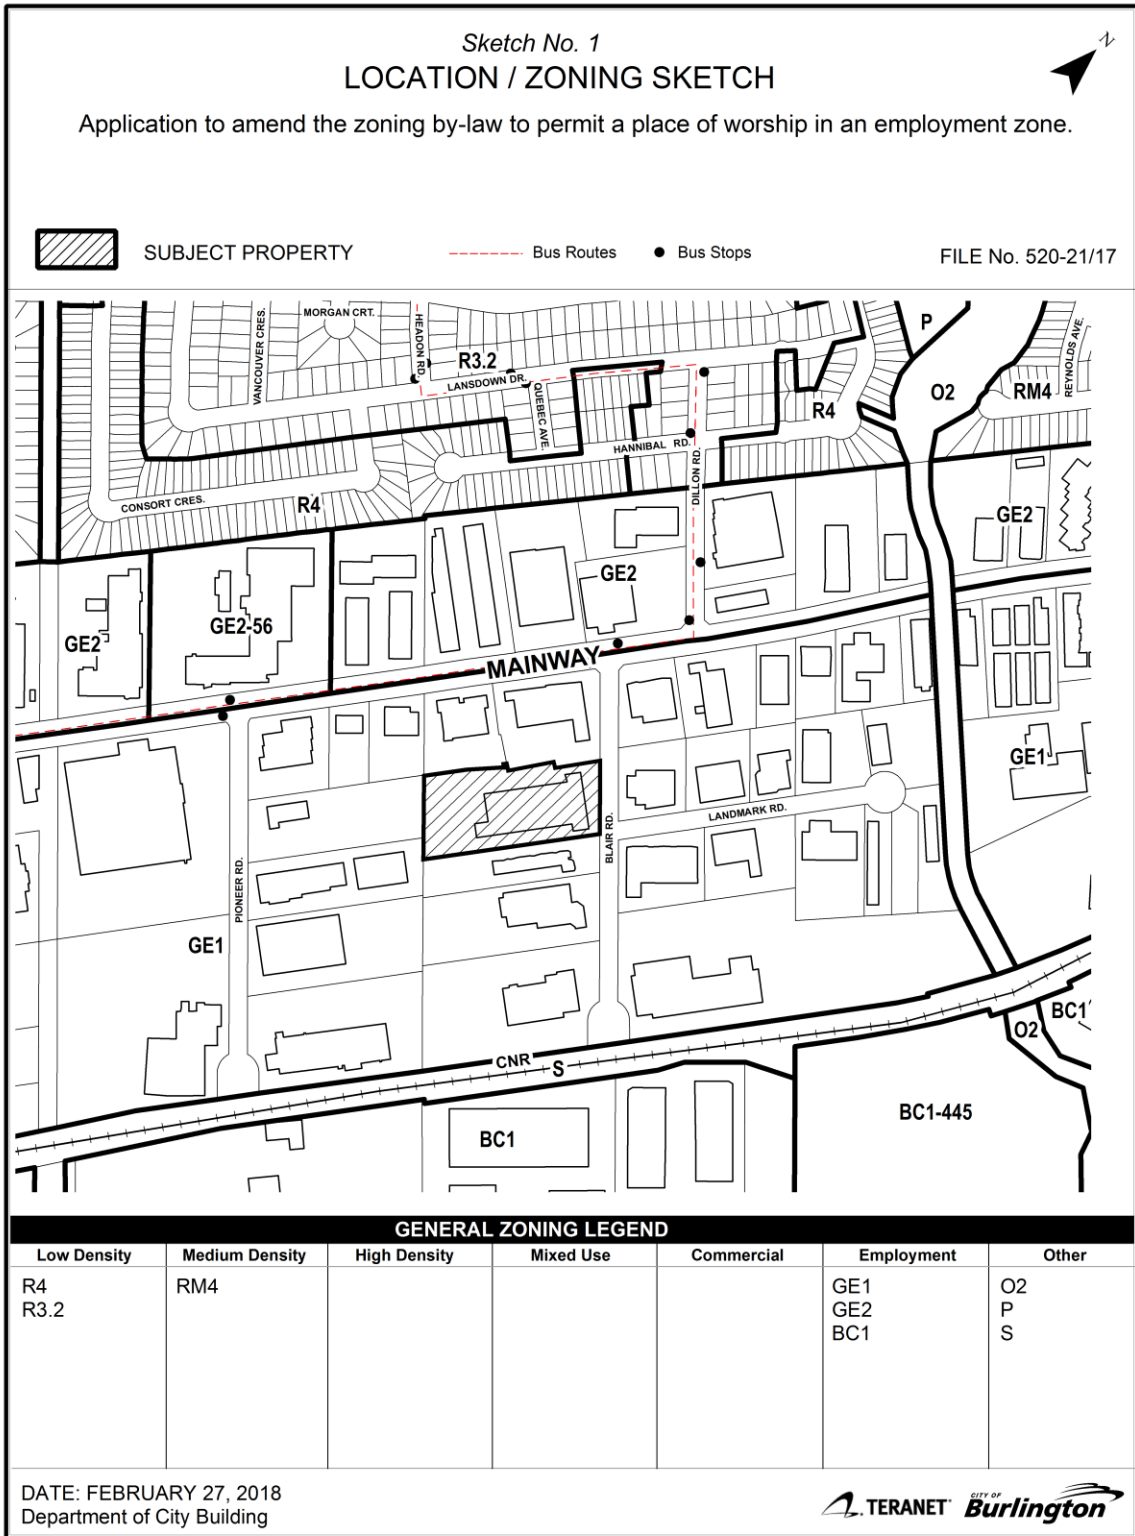 Sketch No. 1
N
LOCATION / ZONING SKETCH
Application to amend the zoning by-law to permit a place of worship in an employment zone.
SUBJECT PROPERTY
Bus Routes
Bus Stops
FILE No. 520-21/17
MORGAN CRT.
VANCOUVER CRES.
HEADON RD.
P
REYNOLDS AVE.
R3.2
LANSDOWN DR.
QUEBEC AVE.
O2
RM4
R4
HANNIBAL RD.
DILLON RD.
CONSORT CRES.
R4
GE2
GE2
GE2-56
GE2
MAINWAY
GE1
LANDMARK RD.
BLAIR RD.
PIONEER RD.
GE1
BC1
O2
CNR
S
BC1-445
BC1
GENERAL ZONING LEGEND
Low Density
Medium Density
High Density
Mixed Use
Commercial
Employment
Other
R4
RM4
GE1
O2
R3.2
GE2
P
BC1
S
DATE: FEBRUARY 27, 2018
Department of City Building
TERANET
CITY OF
Burlington